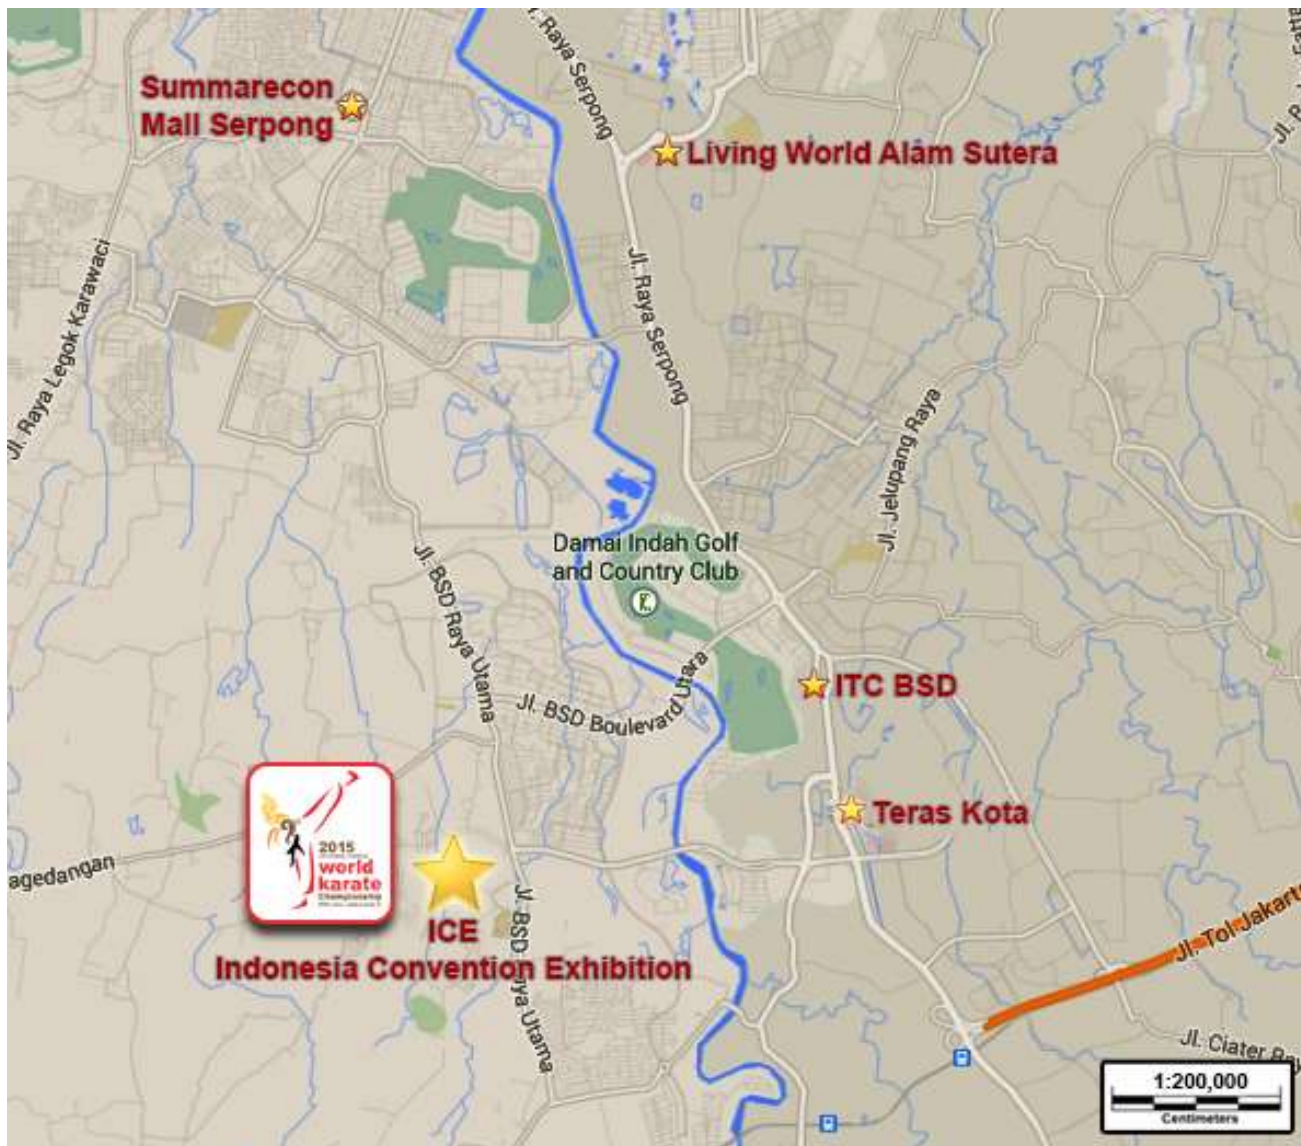 Summarecon
Mall Serpong
Raya Serpong
Living World Alam Sutera
Jl. Raya Legok Karawaci
Jl. Raya Serpong
Jl. Jelupang Raya
Damai Indah Golf
and Country Club
Jl. BSD Raya Utama
Jl. BSD Boulevard Utara
ITC BSD
Teras Kota
2015
world
karate
Championship
agedangan
ICE
Indonesia Convention Exhibition
Jl. BSD Raya Utama
Jl. Tol Jakarta
Jl. Ciater Ray
1:200,000
Centimeters